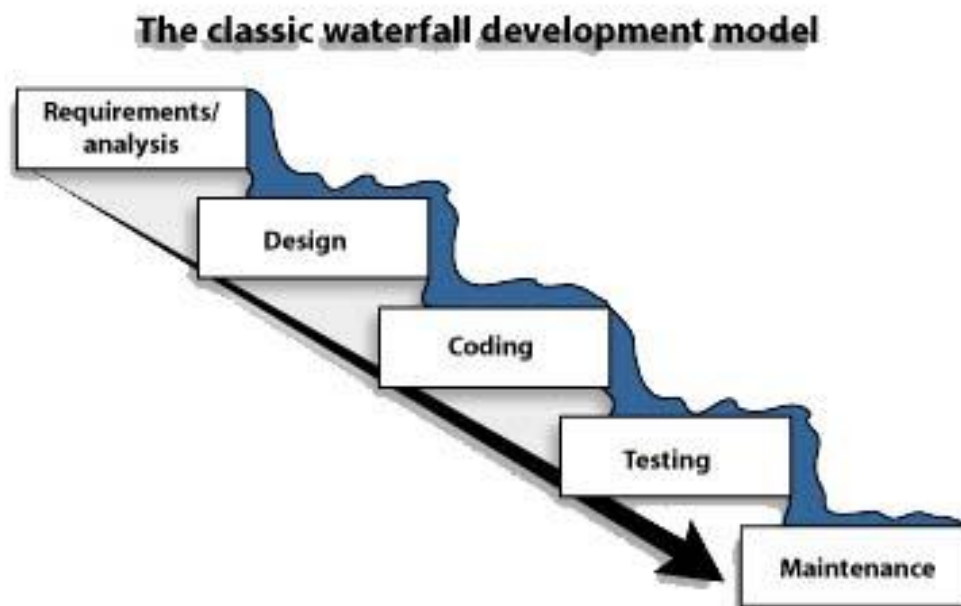 The classic waterfall development model
Requirements/
analysis
Design
Coding
Testing
Maintenance